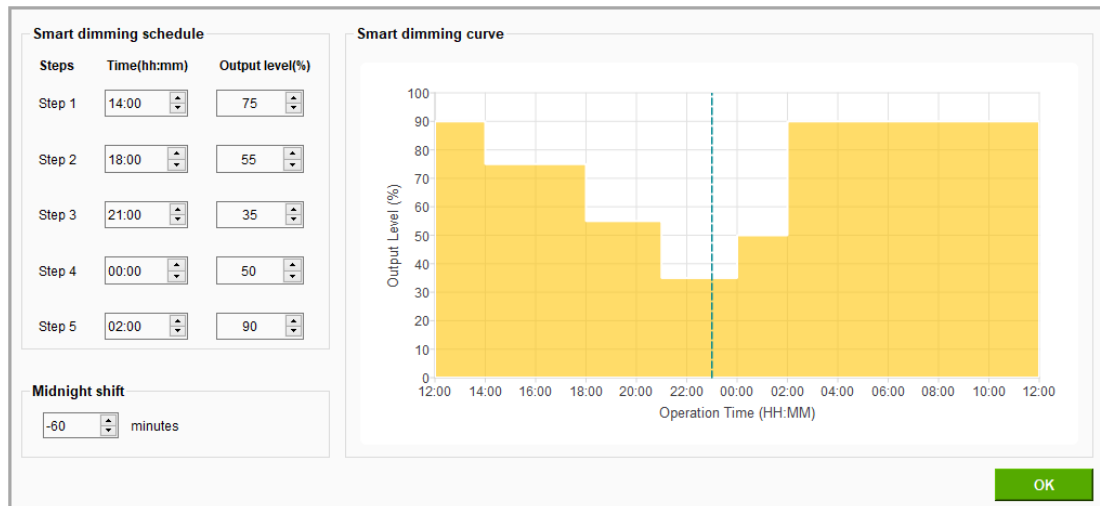 Smart dimming schedule
Steps Time(hh:mm) Output level(%)
Step 1 14:00 75
Step 2 18:00 55
Step 3 21:00 35
Step 4 00:00 50
Step 5 02:00 90
Midnight shift
-60 minutes
Smart dimming curve
Output Level (%)
100
90
80
70
60
50
40
30
20
10
0
12:00 14:00 16:00 18:00 20:00 22:00 00:00 02:00 04:00 06:00 08:00 10:00 12:00
Operation Time (HH:MM)
OK